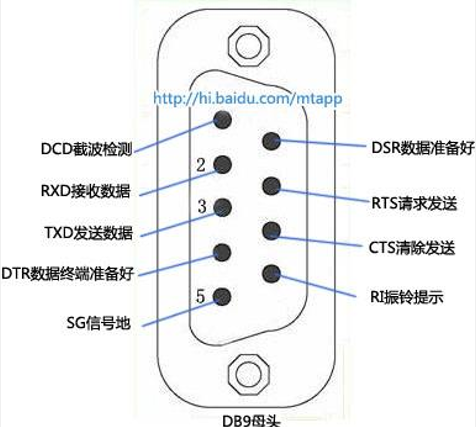 http://hi.baidu.com/mtapp
DCD截波检测
DSR数据准备好
2
RXD接收数据
RTS请求发送
3
TXD发送数据
CTS清除发送
DTR数据终端准备好
5
RI振铃提示
SG信号地
DB9母头